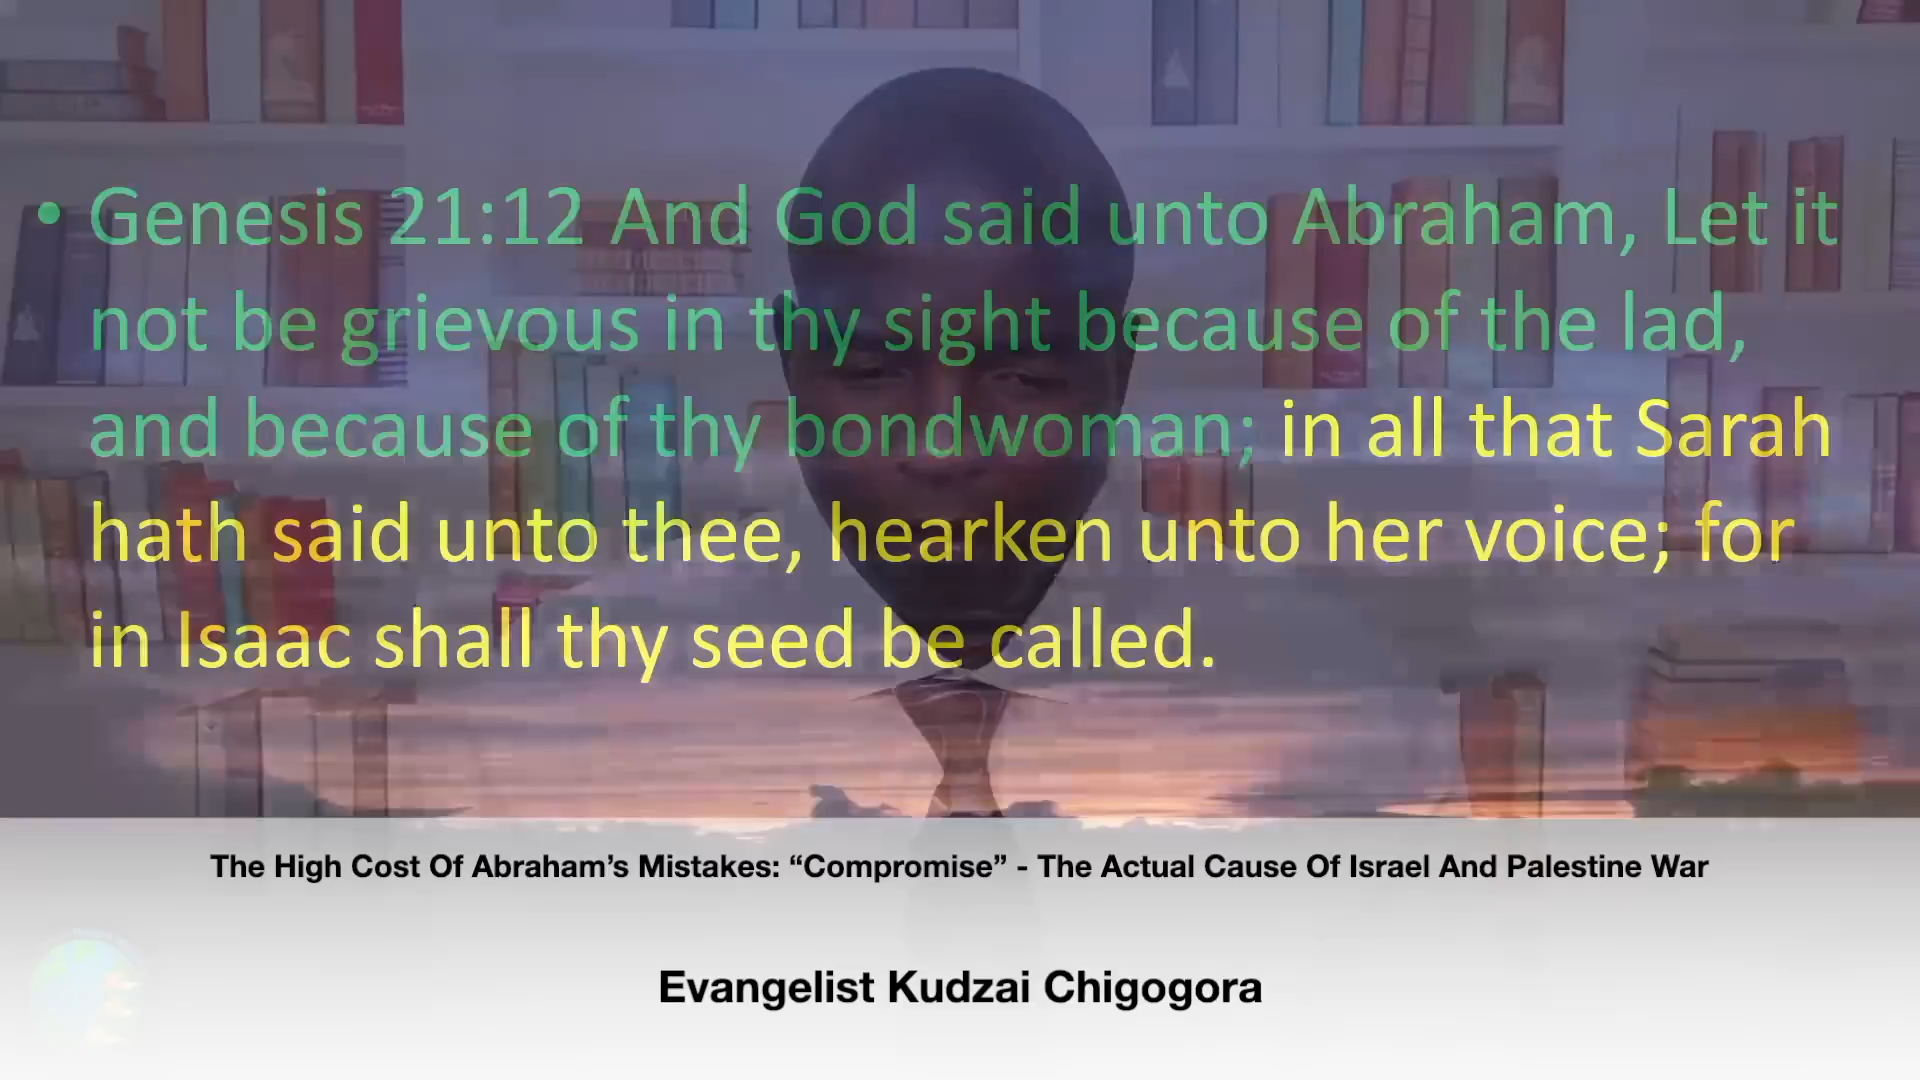 • Genesis 21:12 And God said unto Abraham, Let it
not be grievous in thy sight because of the lad,
and because of thy bondwoman; in all that Sarah
hath said unto thee, hearken unto her voice; for
in Isaac shall thy seed be called.
The High Cost Of Abraham’s Mistakes: “Compromise” - The Actual Cause Of Israel And Palestine War
Evangelist Kudzai Chigogora